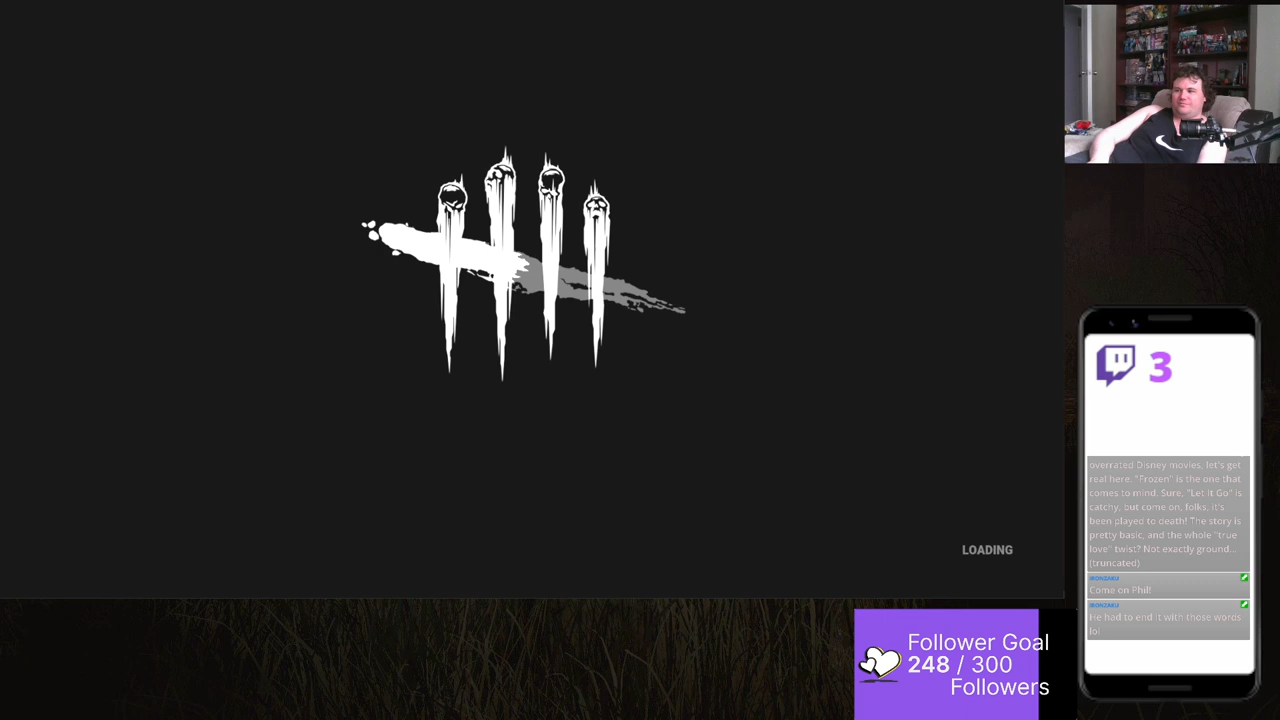 3
overrated Disney movies, let's get
real here. "Frozen" is the one that
comes to mind. Sure, "Let It Go" is
catchy, but come on, folks, it's
been played to death! The story is
pretty basic, and the whole "true
love" twist? Not exactly ground...
(truncated)
Come on Phil!
He had to end it with those words
lol
LOADING
Follower Goal
248 / 300
Followers